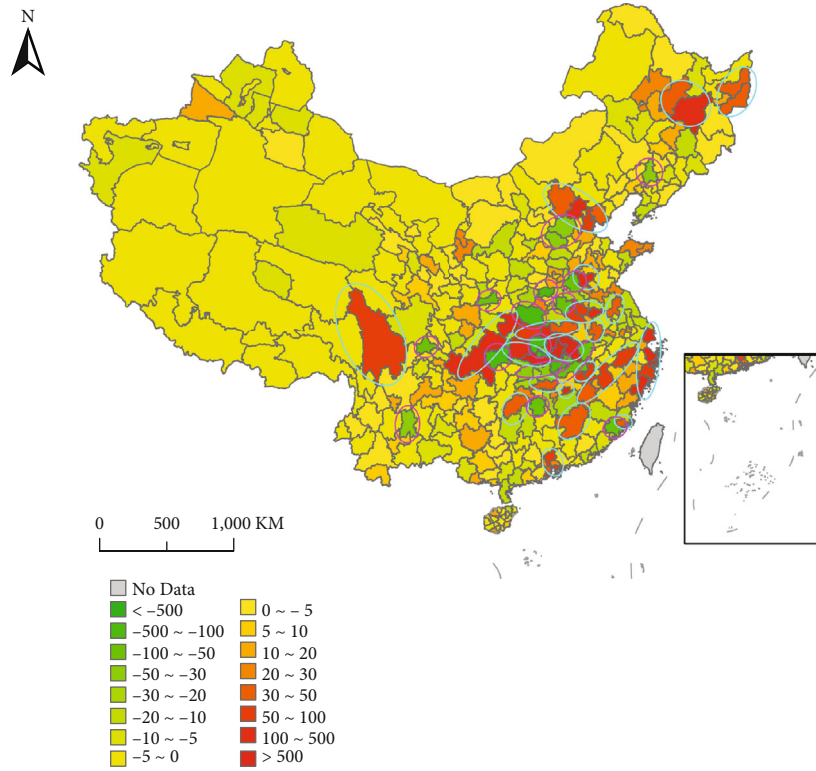 N
0 500 1,000 KM
No Data
< –500
–500 ~ –100
–100 ~ –50
–50 ~ –30
–30 ~ –20
–20 ~ –10
–10 ~ –5
–5 ~ 0
0 ~ – 5
5 ~ 10
10 ~ 20
20 ~ 30
30 ~ 50
50 ~ 100
100 ~ 500
> 500